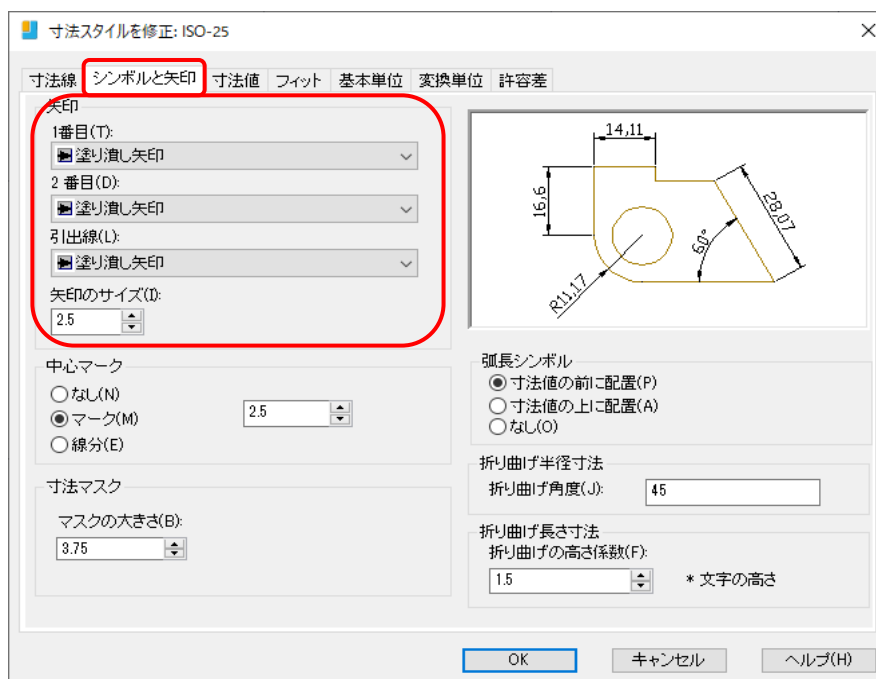 寸法スタイルを修正: ISO-25
寸法線 シンボルと矢印 寸法値 フィット 基本単位 変換単位 許容差
矢印
1番目(T):
塗り潰し矢印
2 番目(D):
塗り潰し矢印
引出線(L):
塗り潰し矢印
矢印のサイズ(I):
2.5
14,11
16,6
28,07
60°
R11,17
中心マーク
なし(N)
マーク(M)
2.5
線分(E)
寸法マスク
マスクの大きさ(B):
3.75
弧長シンボル
寸法値の前に配置(P)
寸法値の上に配置(A)
なし(O)
折り曲げ半径寸法
折り曲げ角度(J):
45
折り曲げ長さ寸法
折り曲げの高さ係数(F):
1.5
* 文字の高さ
OK
キャンセル
ヘルプ(H)